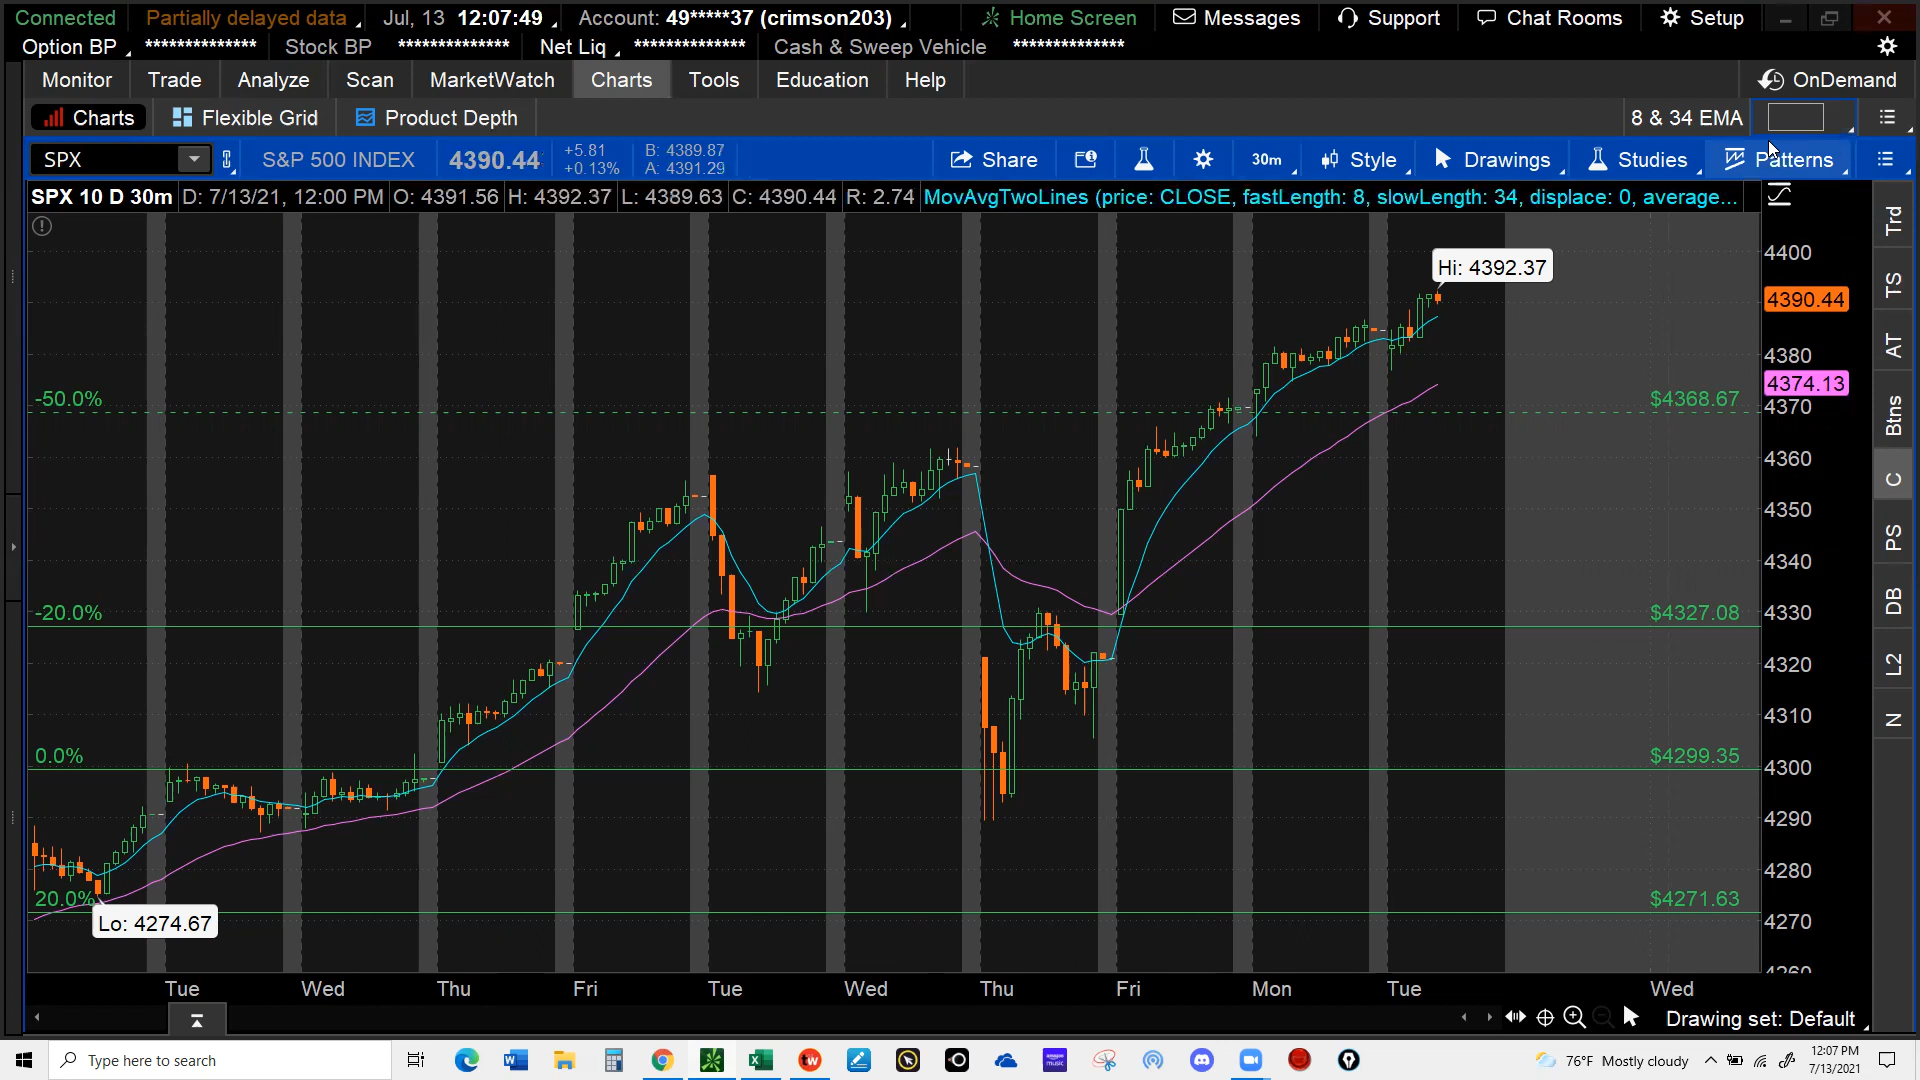 Connected Partially delayed data Jul, 13 12:07:49 Account: 49*****37 (crimson203) Home Screen Messages Support Chat Rooms Setup
Option BP ************** Stock BP ************** Net Liq ************** Cash & Sweep Vehicle **************
Monitor Trade Analyze Scan MarketWatch Charts Tools Education Help OnDemand
Charts Flexible Grid Product Depth 8 & 34 EMA
SPX S&P 500 INDEX 4390.44 +5.81 B: 4389.87 Share 30m Style Drawings Studies Patterns
+0.13% A: 4391.29
SPX 10 D 30m D: 7/13/21, 12:00 PM O: 4391.56 H: 4392.37 L: 4389.63 C: 4390.44 R: 2.74 MovAvgTwoLines (price: CLOSE, fastLength: 8, slowLength: 34, displace: 0, average...
Trd
4400
Hi: 4392.37
TS
4390.44
AT
4380
4374.13
-50.0% $4368.67
4370
Btns
4360
C
4350
PS
4340
DB
-20.0% $4327.08 4330
4320
L2
4310
N
0.0% $4299.35
4300
4290
4280
20.0% $4271.63
Lo: 4274.67
4270
4260
Tue Wed Thu Fri Tue Wed Thu Fri Mon Tue Wed
Drawing set: Default
Type here to search
76°F Mostly cloudy
12:07 PM
7/13/2021